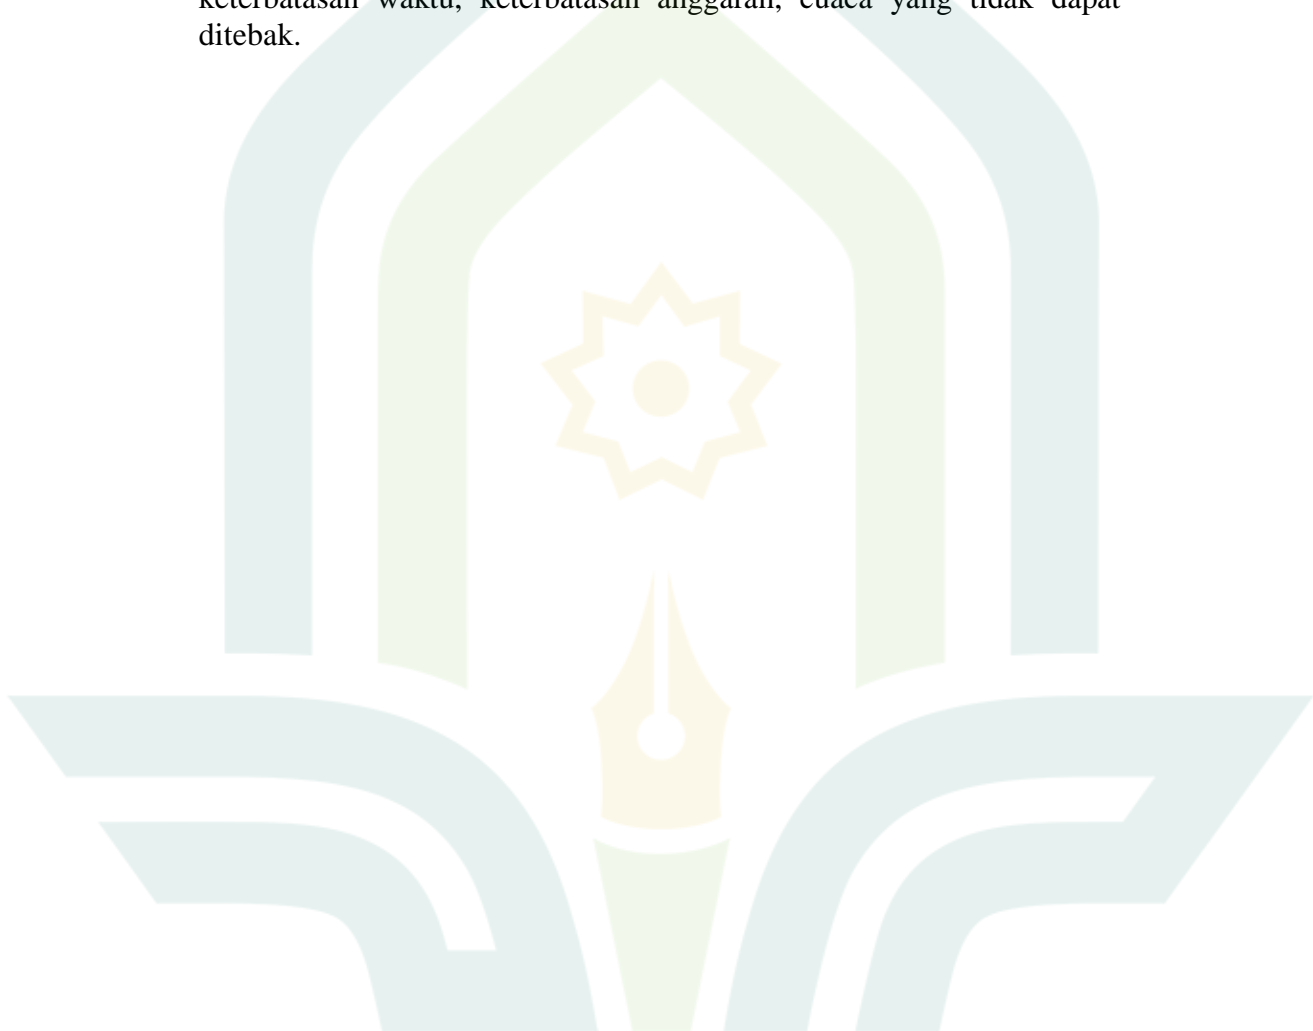 keterbatasan waktu, keterbatasan anggaran, cuaca yang tidak dapat
ditebak.